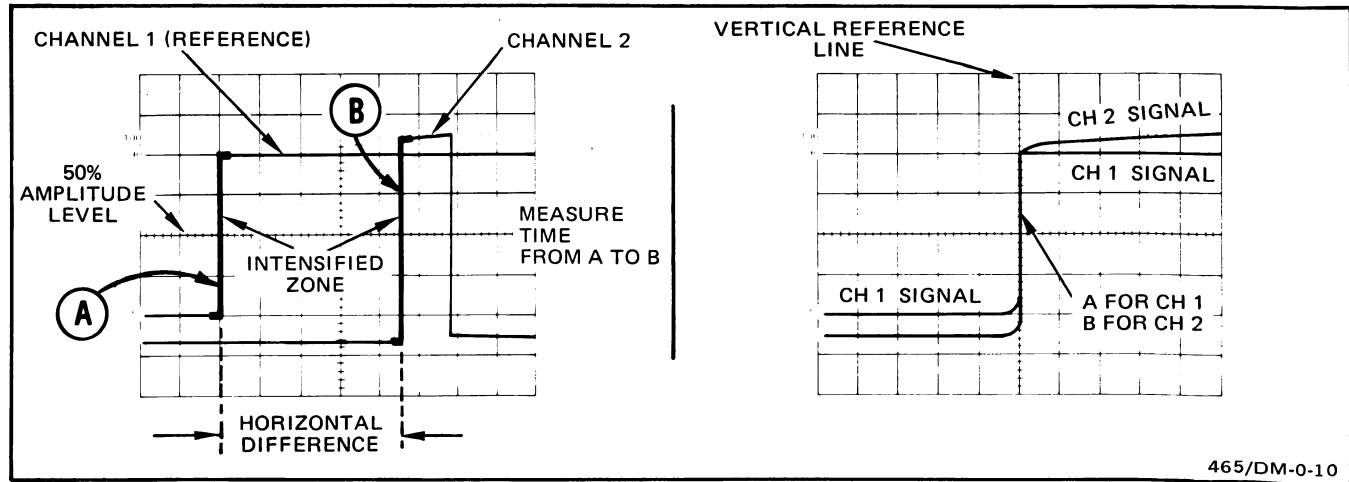 CHANNEL 1 (REFERENCE)
CHANNEL 2
B
50%
AMPLITUDE
LEVEL
INTENSIFIED
ZONE
MEASURE
TIME
FROM A TO B
A
HORIZONTAL
DIFFERENCE
VERTICAL REFERENCE
LINE
CH 2 SIGNAL
CH 1 SIGNAL
CH 1 SIGNAL
A FOR CH 1
B FOR CH 2
465/DM-0-10